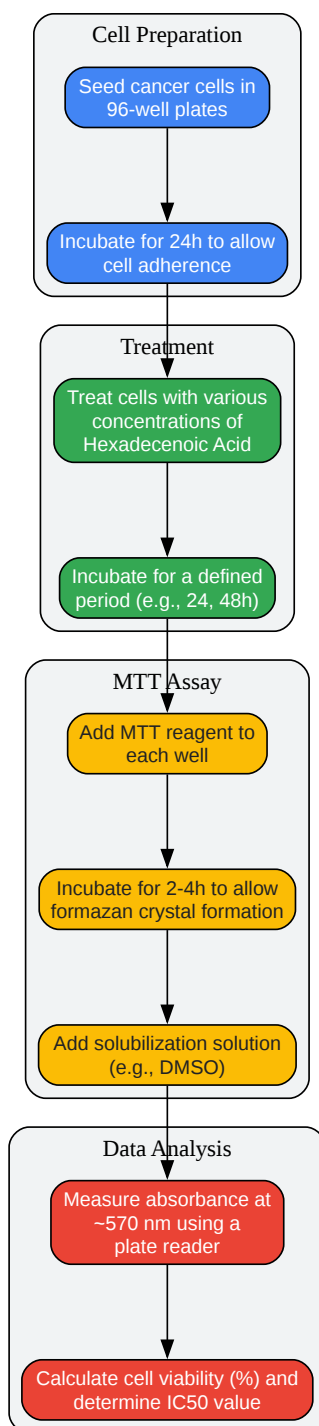 Cell Preparation
Seed cancer cells in
96-well plates
Incubate for 24h to allow
cell adherence
Treatment
Treat cells with various
concentrations of
Hexadecenoic Acid
Incubate for a defined
period (e.g., 24, 48h)
MTT Assay
Add MTT reagent to
each well
Incubate for 2-4h to allow
formazan crystal formation
Add solubilization solution
(e.g., DMSO)
Data Analysis
Measure absorbance at
~570 nm using a
plate reader
Calculate cell viability (%) and
determine IC50 value